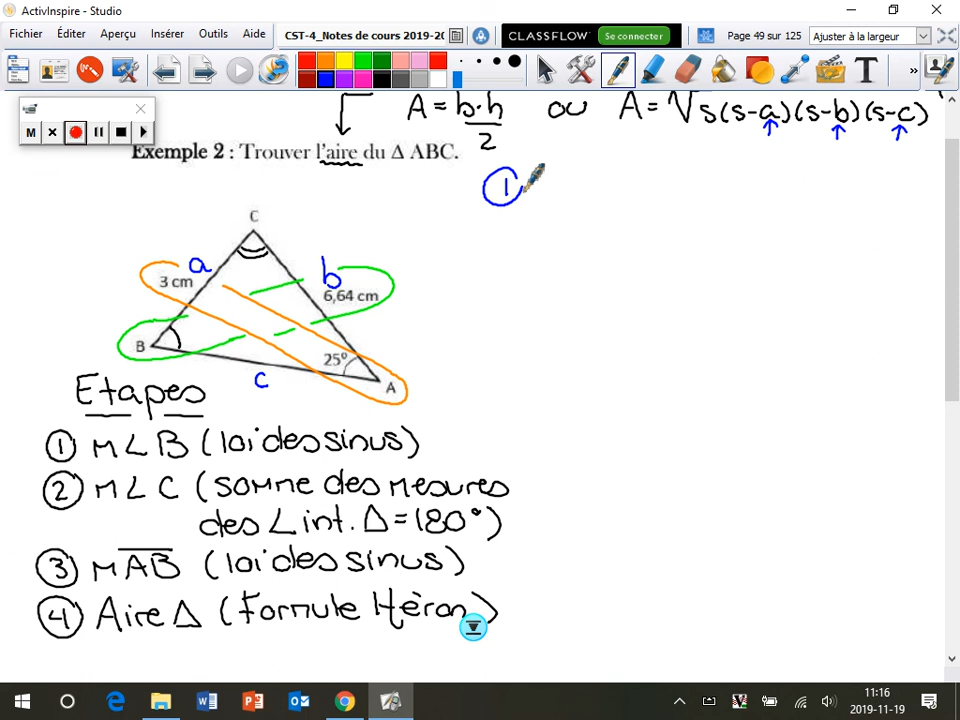 ActivInspire - Studio
Fichier Éditer Aperçu Insérer Outils Aide CST-4_Notes de cours 2019-20 CLASSFLOW Se connecter Page 49 sur 125 Ajuster à la largeur
T »
M
A = b·h/2 ou A = √s(s-a)(s-b)(s-c)
Exemple 2 : Trouver l'aire du Δ ABC.
①
C
a b
3 cm 6,64 cm
B 25° A
c
Etapes
① m∠B (loi des sinus)
② m∠C (somme des mesures
des ∠ int. Δ = 180°)
③ mAB (loi des sinus)
④ Aire Δ (Formule Héron)
11:16
2019-11-19